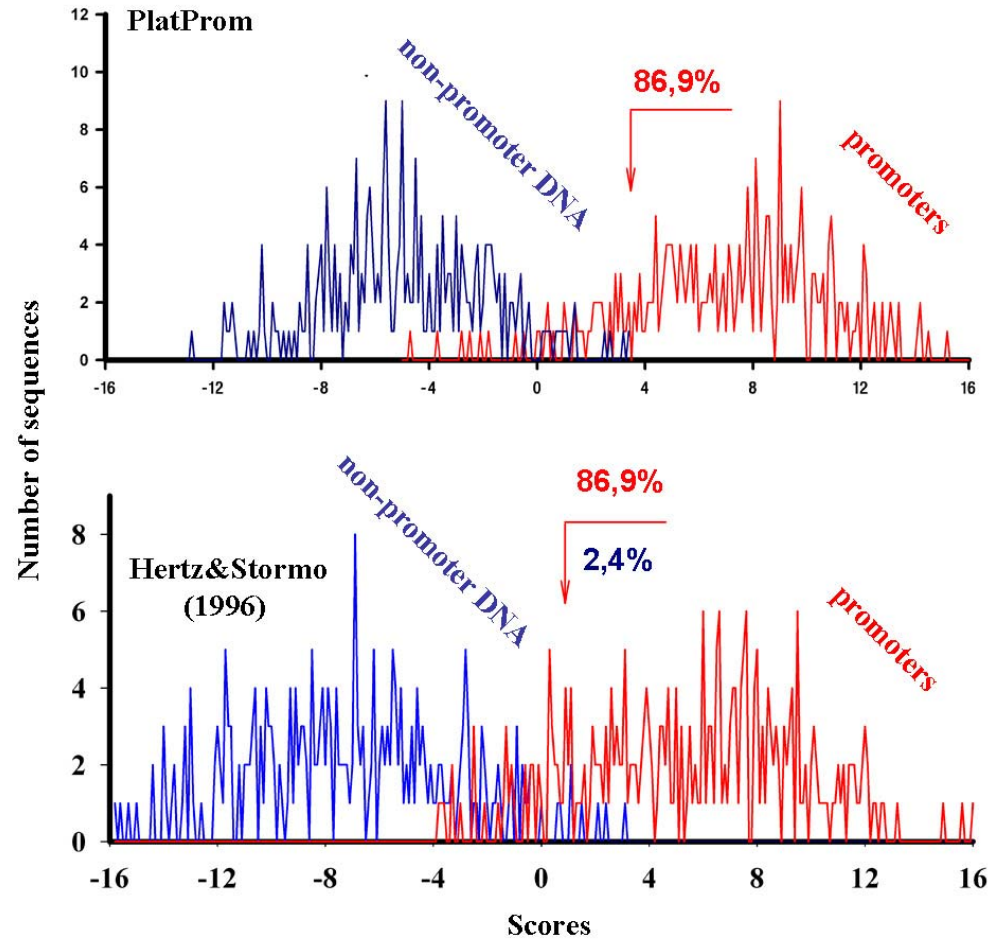 PlatProm
12
10
8
6
4
2
0
non-promoter DNA
86,9%
promoters
-16 -12 -8 -4 0 4 8 12 16
Number of sequences
Hertz&Stormo
(1996)
8
6
4
2
0
non-promoter DNA
86,9%
2,4%
promoters
-16 -12 -8 -4 0 4 8 12 16
Scores